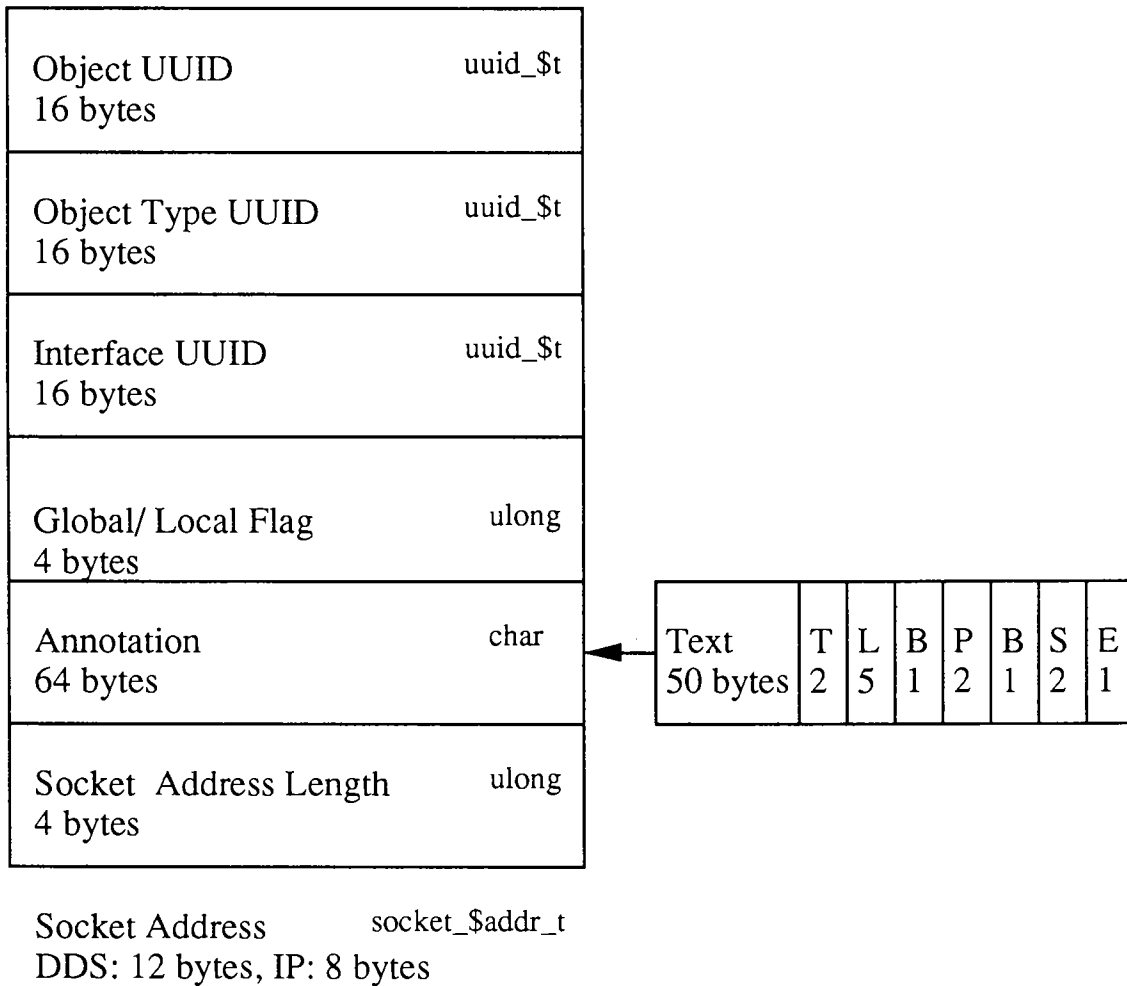 Object UUID uuid_$t
16 bytes
Object Type UUID uuid_$t
16 bytes
Interface UUID uuid_$t
16 bytes
Global/ Local Flag ulong
4 bytes
Annotation char
64 bytes
Text T L B P B S E
50 bytes 2 5 1 2 1 2 1
Socket Address Length ulong
4 bytes
Socket Address socket_$addr_t
DDS: 12 bytes, IP: 8 bytes